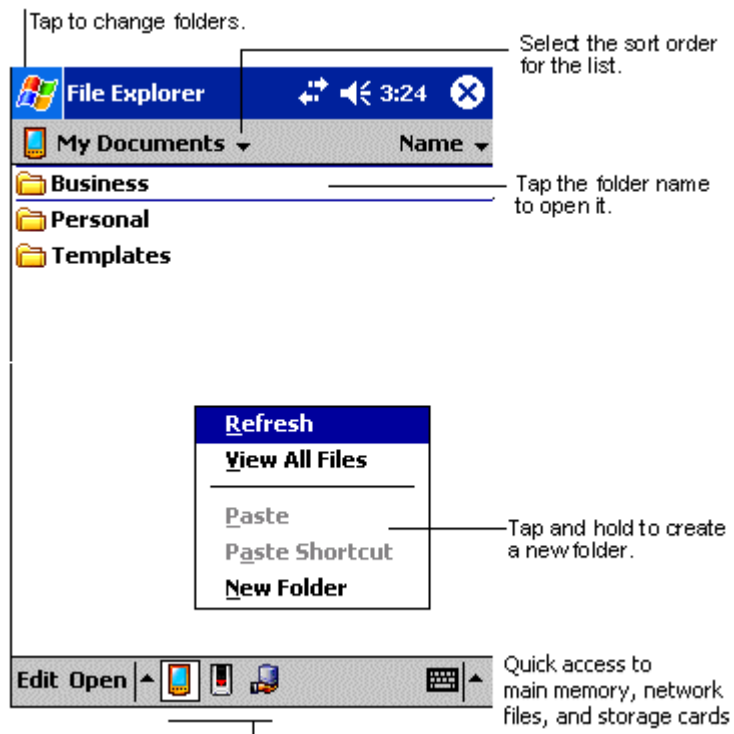 Tap to change folders.
Select the sort order
for the list.
File Explorer 3:24
My Documents Name
Business
Tap the folder name
to open it.
Personal
Templates
Refresh
View All Files
Paste
Paste Shortcut
New Folder
Tap and hold to create
a new folder.
Edit Open
Quick access to
main memory, network
files, and storage cards